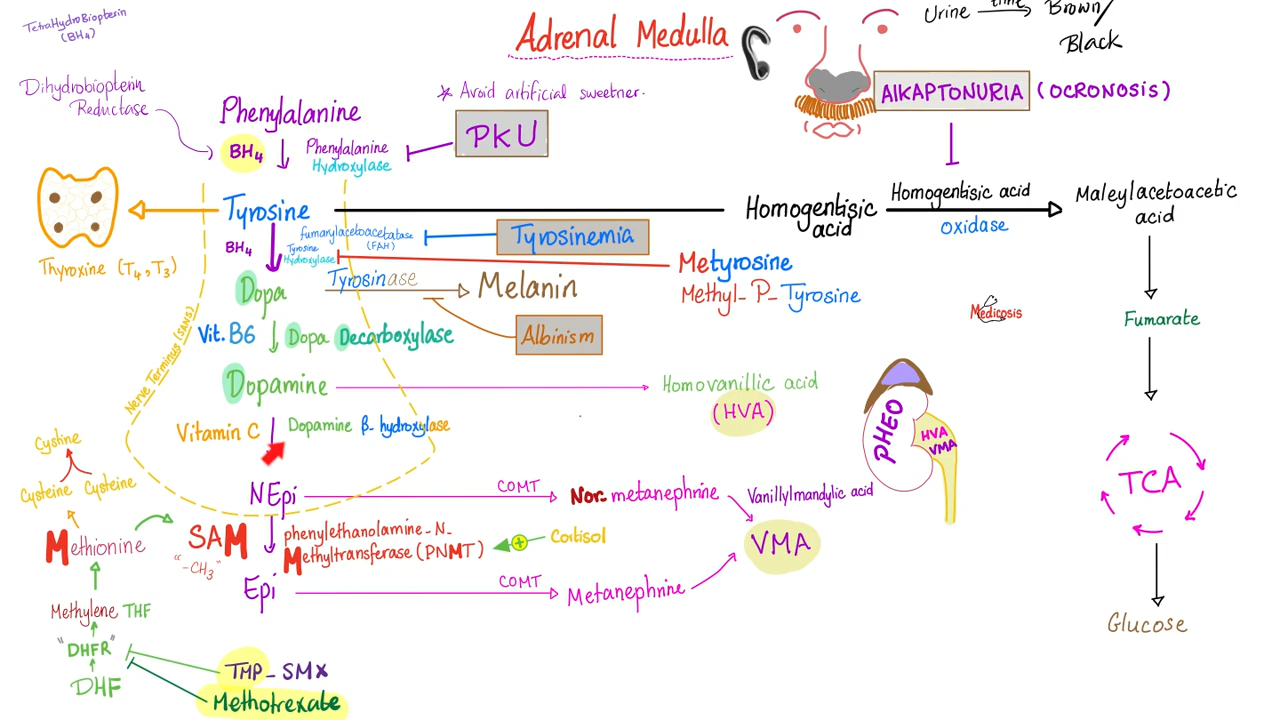 TetraHydroBiopterin
(BH4)
Dihydrobiopterin
Reductase
Adrenal Medulla
Urine time Brown/
Black
AlKAPTONURIA (OCRONOSIS)
* Avoid artificial sweetner.
PKU
Phenylalanine
BH4
Phenylalanine
Hydroxylase
Tyrosine
Thyroxine (T4, T3)
Homogentisic
acid
Homogentisic acid
oxidase
Maleylacetoacetic
acid
BH4
fumarylacoacetatase
(FAH)
Tyrosine
Hydroxylase
Tyrosinemia
Metyrosine
Methyl-P-Tyrosine
Dopa
Tyrosinase
Melanin
Albinism
Medicosis
Fumarate
Vit. B6
Dopa Decarboxylase
Nerve Terminus (SANS)
Dopamine
Homovanillic acid
(HVA)
PHEO
HVA
VMA
Vitamin C
Dopamine β-hydroxylase
Cystine
Cysteine Cysteine
TCA
NEpi
COMT
Nor-metanephrine
Vanillylmandylic acid
VMA
Methionine
SAM
"-CH3"
phenylethanolamine-N-
Methyltransferase (PNMT)
+
Cortisol
Epi
COMT
Metanephrine
Glucose
Methylene THF
"DHFR"
DHF
TMP-SMX
Methotrexate